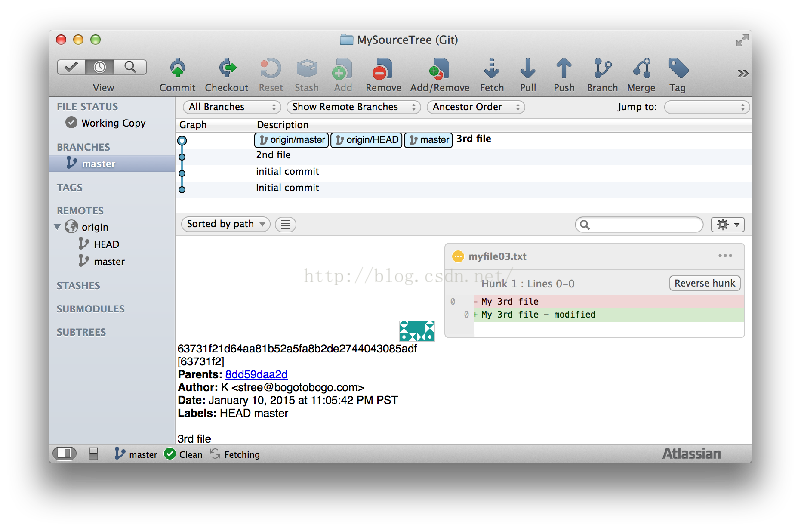 MySourceTree (Git)
View Commit Checkout Reset Stash Add Remove Add/Remove Fetch Pull Push Branch Merge Tag
FILE STATUS
Working Copy
BRANCHES
master
TAGS
REMOTES
origin
HEAD
master
STASHES
SUBMODULES
SUBTREES
All Branches Show Remote Branches Ancestor Order Jump to:
Graph Description
origin/master origin/HEAD master 3rd file
2nd file
initial commit
Initial commit
Sorted by path
myfile03.txt
http://blog.csdn.net/
Hunk 1 : Lines 0-0 Reverse hunk
0 - My 3rd file
0 + My 3rd file - modified
63731f21d64aa81b52a5fa8b2de2744043085adf
[63731f2]
Parents: 8dd59daa2d
Author: K <stree@bogotobogo.com>
Date: January 10, 2015 at 11:05:42 PM PST
Labels: HEAD master
3rd file
master Clean Fetching Atlassian